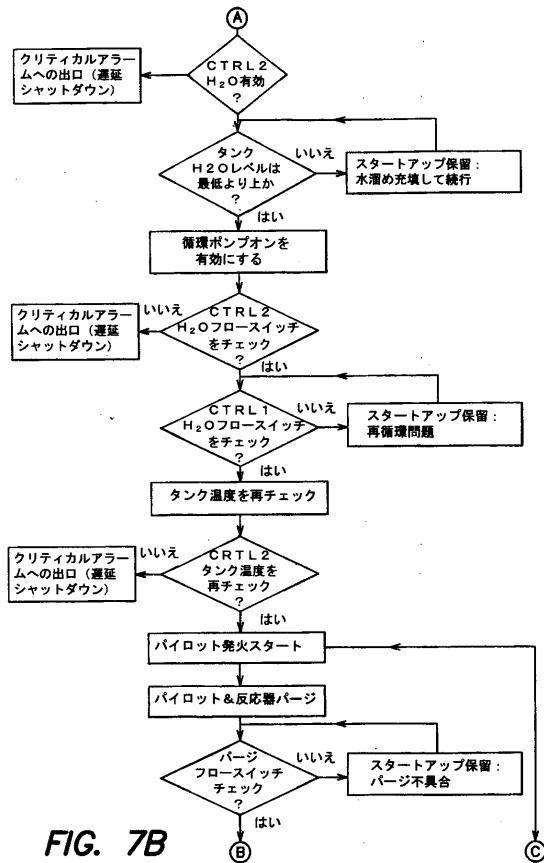 A
クリティカルアラー
ムへの出口（遅延
シャットダウン）
CTRL2
H₂O有効
?
タンク
H2Oレベルは
最低より上か
?
いいえ
スタートアップ保留：
水溜め充填して続行
はい
循環ポンプオンを
有効にする
クリティカルアラー
ムへの出口（遅延
シャットダウン）
いいえ
CTRL2
H₂Oフロースイッチ
をチェック
?
はい
CTRL1
H₂Oフロースイッチ
をチェック
?
いいえ
スタートアップ保留：
再循環問題
はい
タンク温度を再チェック
クリティカルアラー
ムへの出口（遅延
シャットダウン）
いいえ
CRTL2
タンク温度を
再チェック
?
はい
パイロット発火スタート
パイロット＆反応器パージ
パージ
フロースイッチ
チェック
?
いいえ
スタートアップ保留：
パージ不具合
はい
FIG. 7B
B
C